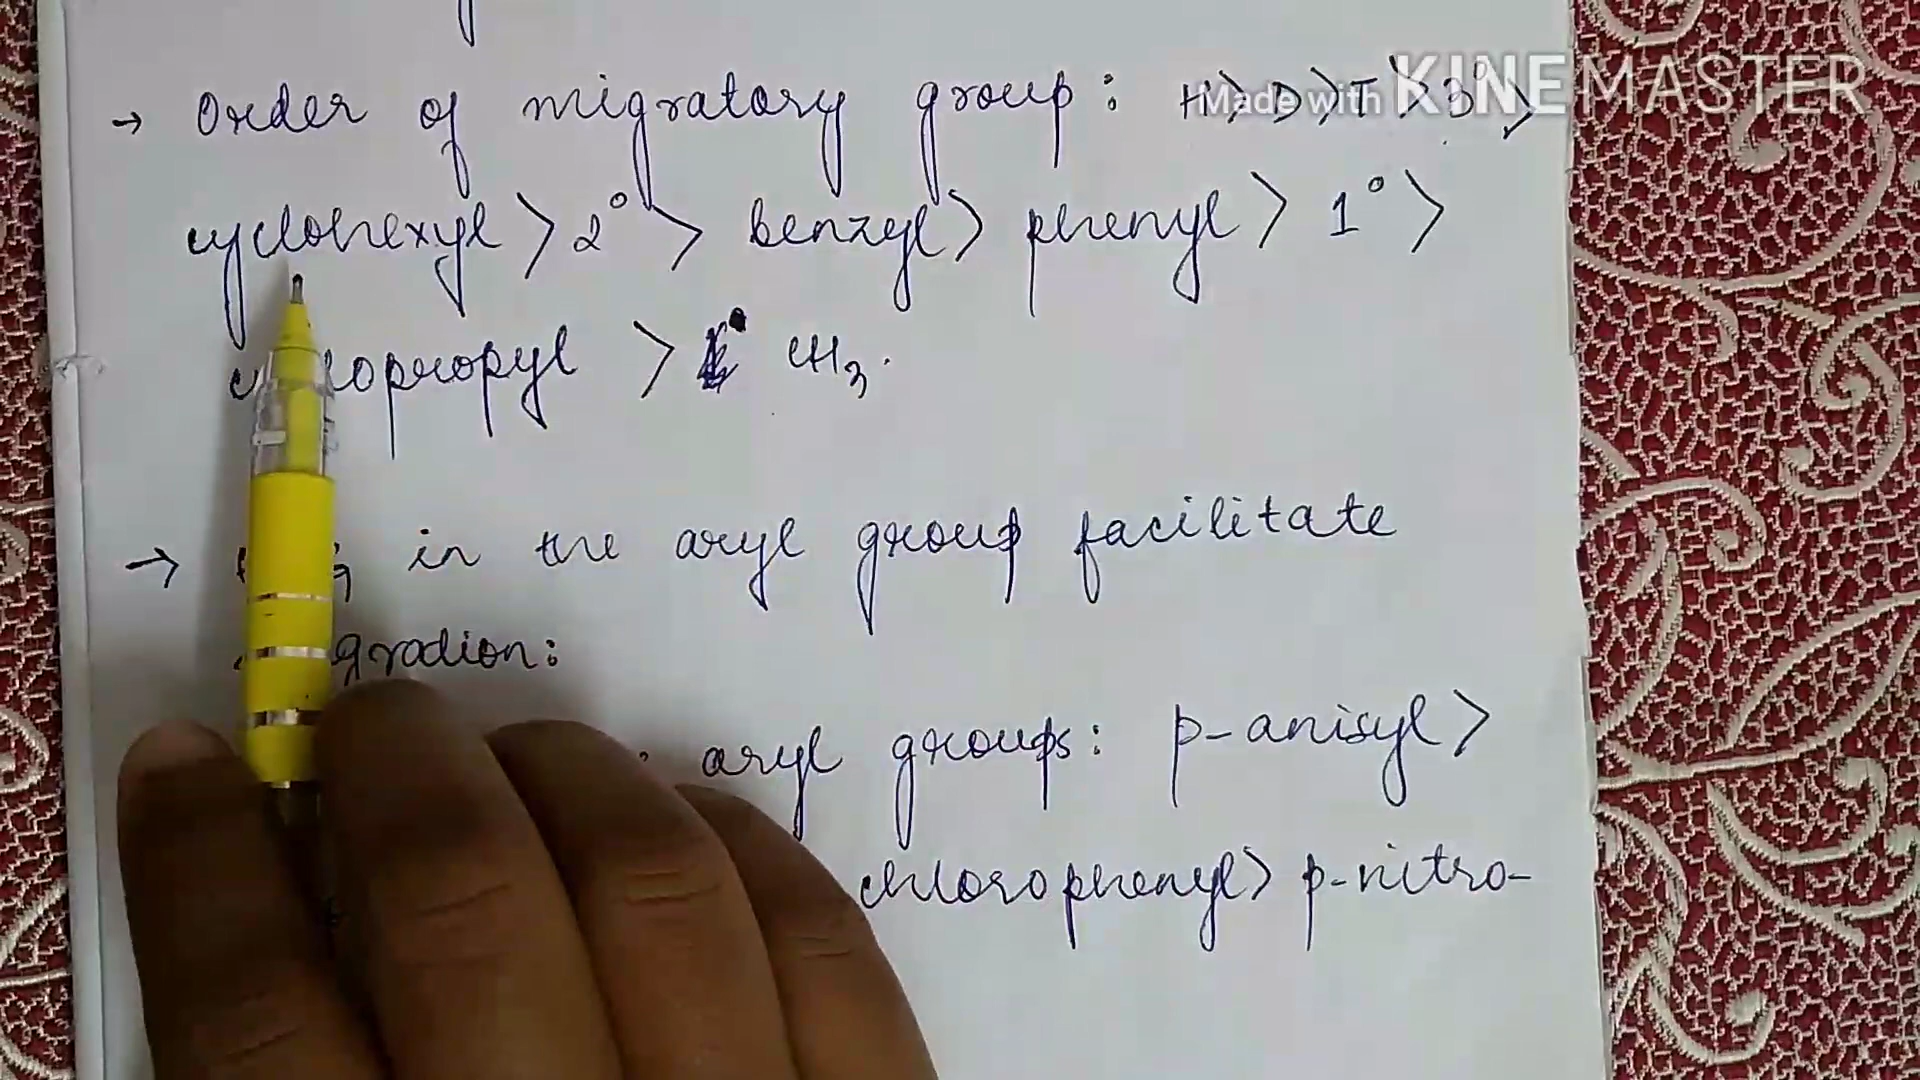 → Order of migratory group: H > D > T > 3° >
cyclohexyl > 2° > benzyl > phenyl > 1° >
cyclopropyl > CH3.
→ in the aryl group facilitate
gration:
aryl groups: p-anisyl >
chlorophenyl > p-nitro-
Made with KINEMASTER